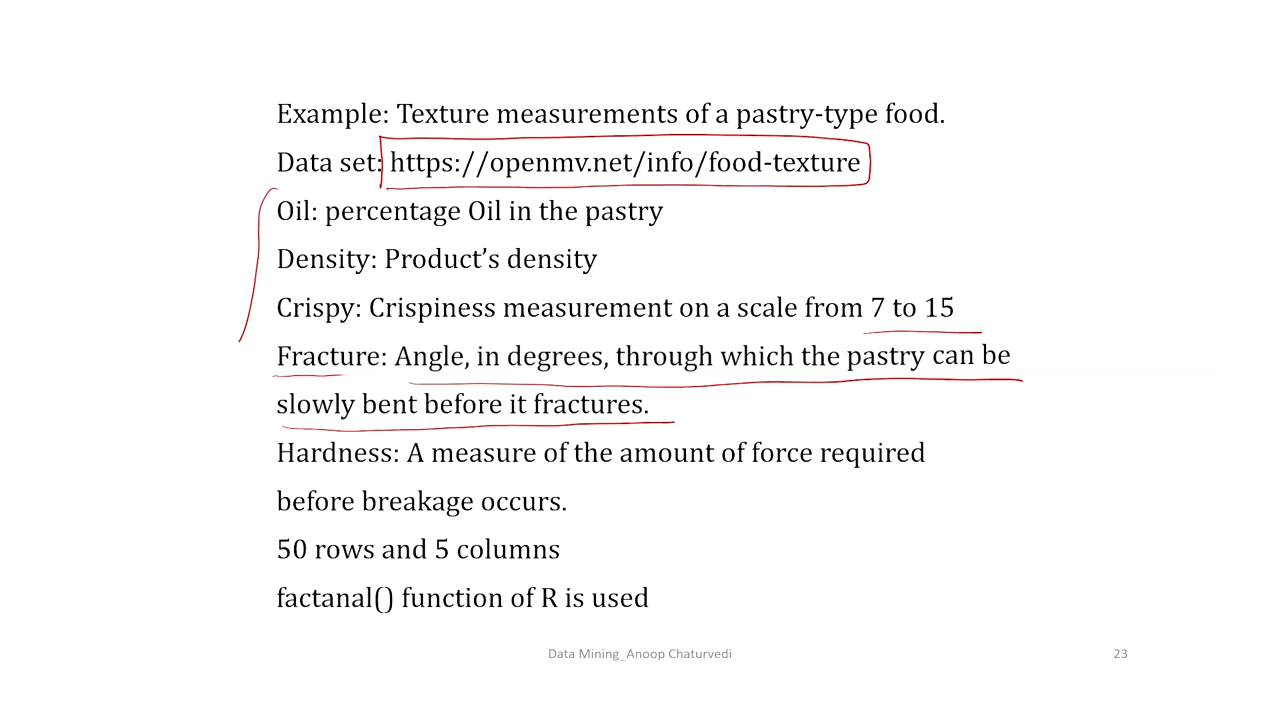 Example: Texture measurements of a pastry-type food.
Data set: https://openmv.net/info/food-texture
Oil: percentage Oil in the pastry
Density: Product’s density
Crispy: Crispiness measurement on a scale from 7 to 15
Fracture: Angle, in degrees, through which the pastry can be
slowly bent before it fractures.
Hardness: A measure of the amount of force required
before breakage occurs.
50 rows and 5 columns
factanal() function of R is used
Data Mining_Anoop Chaturvedi
23